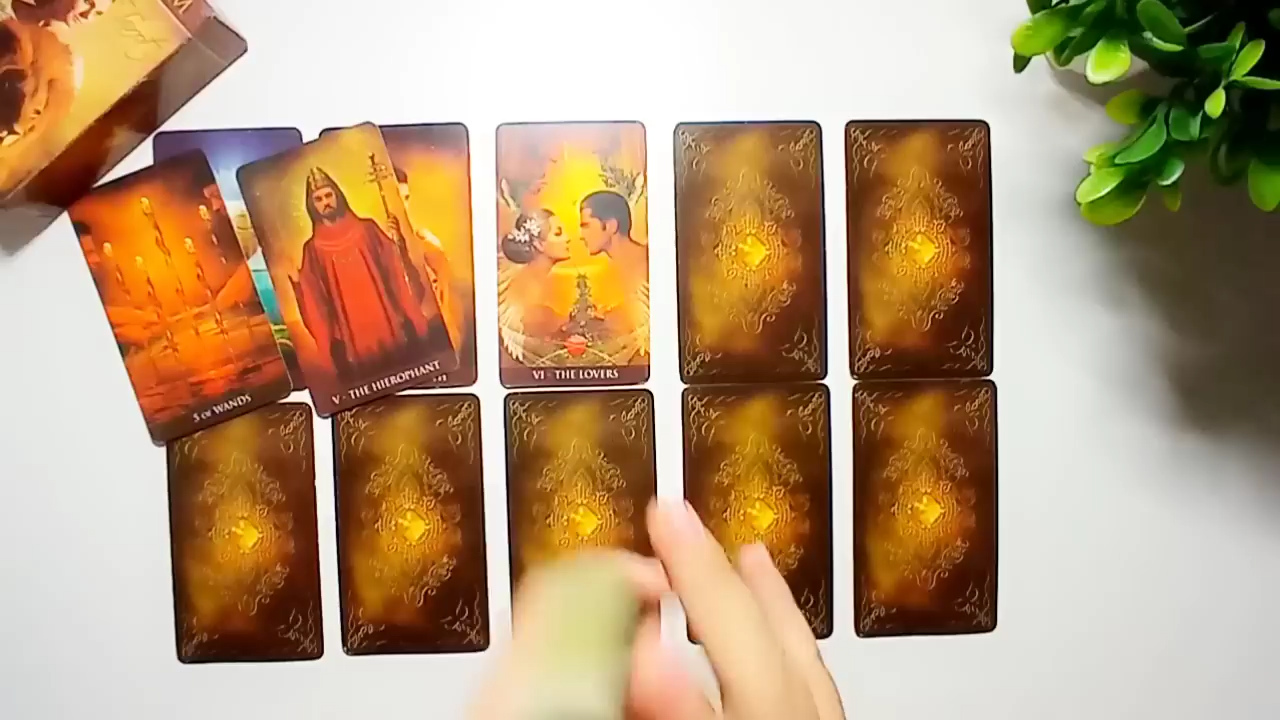 5 OF WANDS
V - THE HIEROPHANT
VI - THE LOVERS